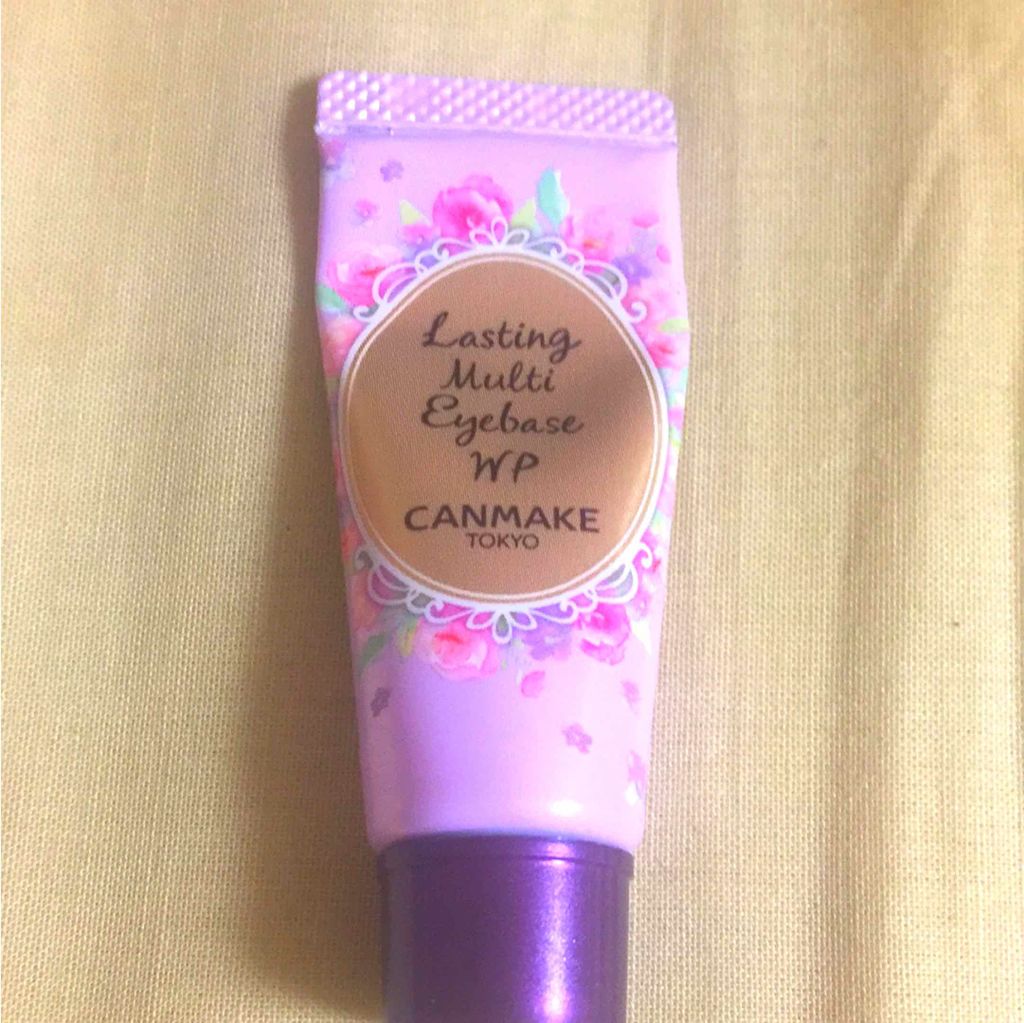 Lasting
Multi
Eyebase
WP
CANMAKE
TOKYO